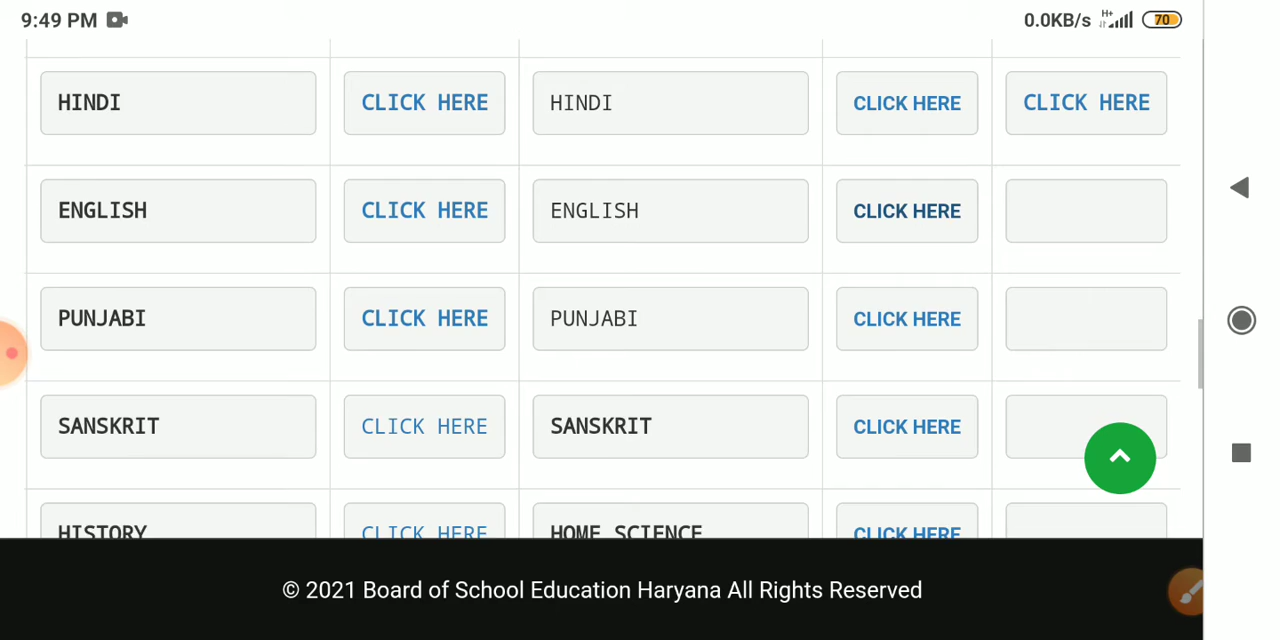 9:49 PM 0.0KB/s H+ 70
HINDI CLICK HERE HINDI CLICK HERE CLICK HERE
ENGLISH CLICK HERE ENGLISH CLICK HERE
PUNJABI CLICK HERE PUNJABI CLICK HERE
SANSKRIT CLICK HERE SANSKRIT CLICK HERE
HISTORY CLICK HERE HOME SCIENCE CLICK HERE
© 2021 Board of School Education Haryana All Rights Reserved